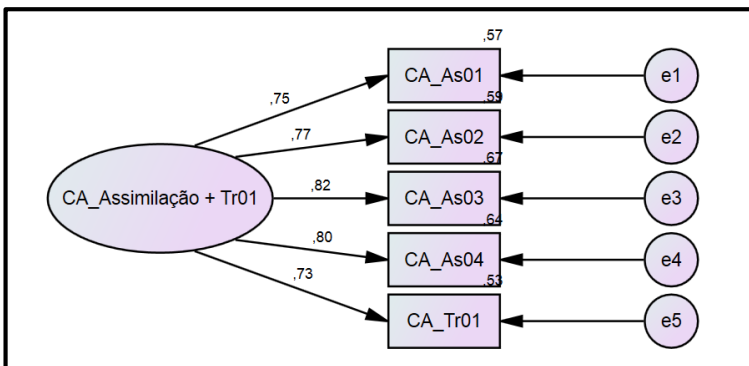 ,57
CA_As01
e1
,75
,59
CA_As02
e2
,77
,67
CA_Assimilação + Tr01
,82
CA_As03
e3
,64
,80
CA_As04
e4
,53
,73
CA_Tr01
e5